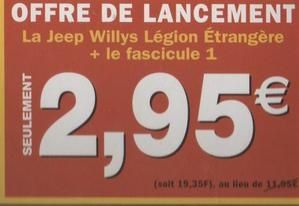 OFFRE DE LANCEMENT
La Jeep Willys Légion Étrangère
+ le fascicule 1
SEULEMENT
2,95€
(soit 19,35F), au lieu de 11,95€